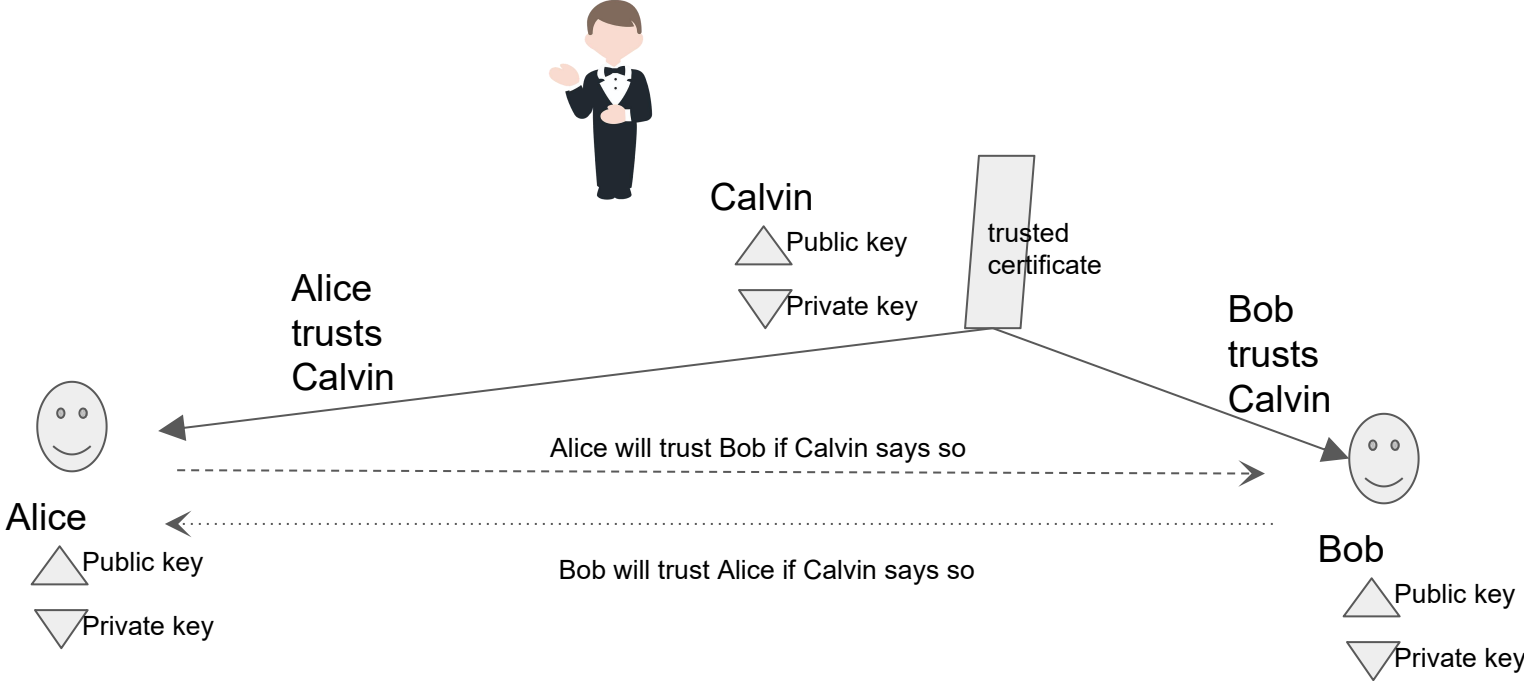 Calvin
Public key
Private key
trusted
certificate
Alice
trusts
Calvin
Bob
trusts
Calvin
Alice will trust Bob if Calvin says so
Bob will trust Alice if Calvin says so
Alice
Public key
Private key
Bob
Public key
Private key